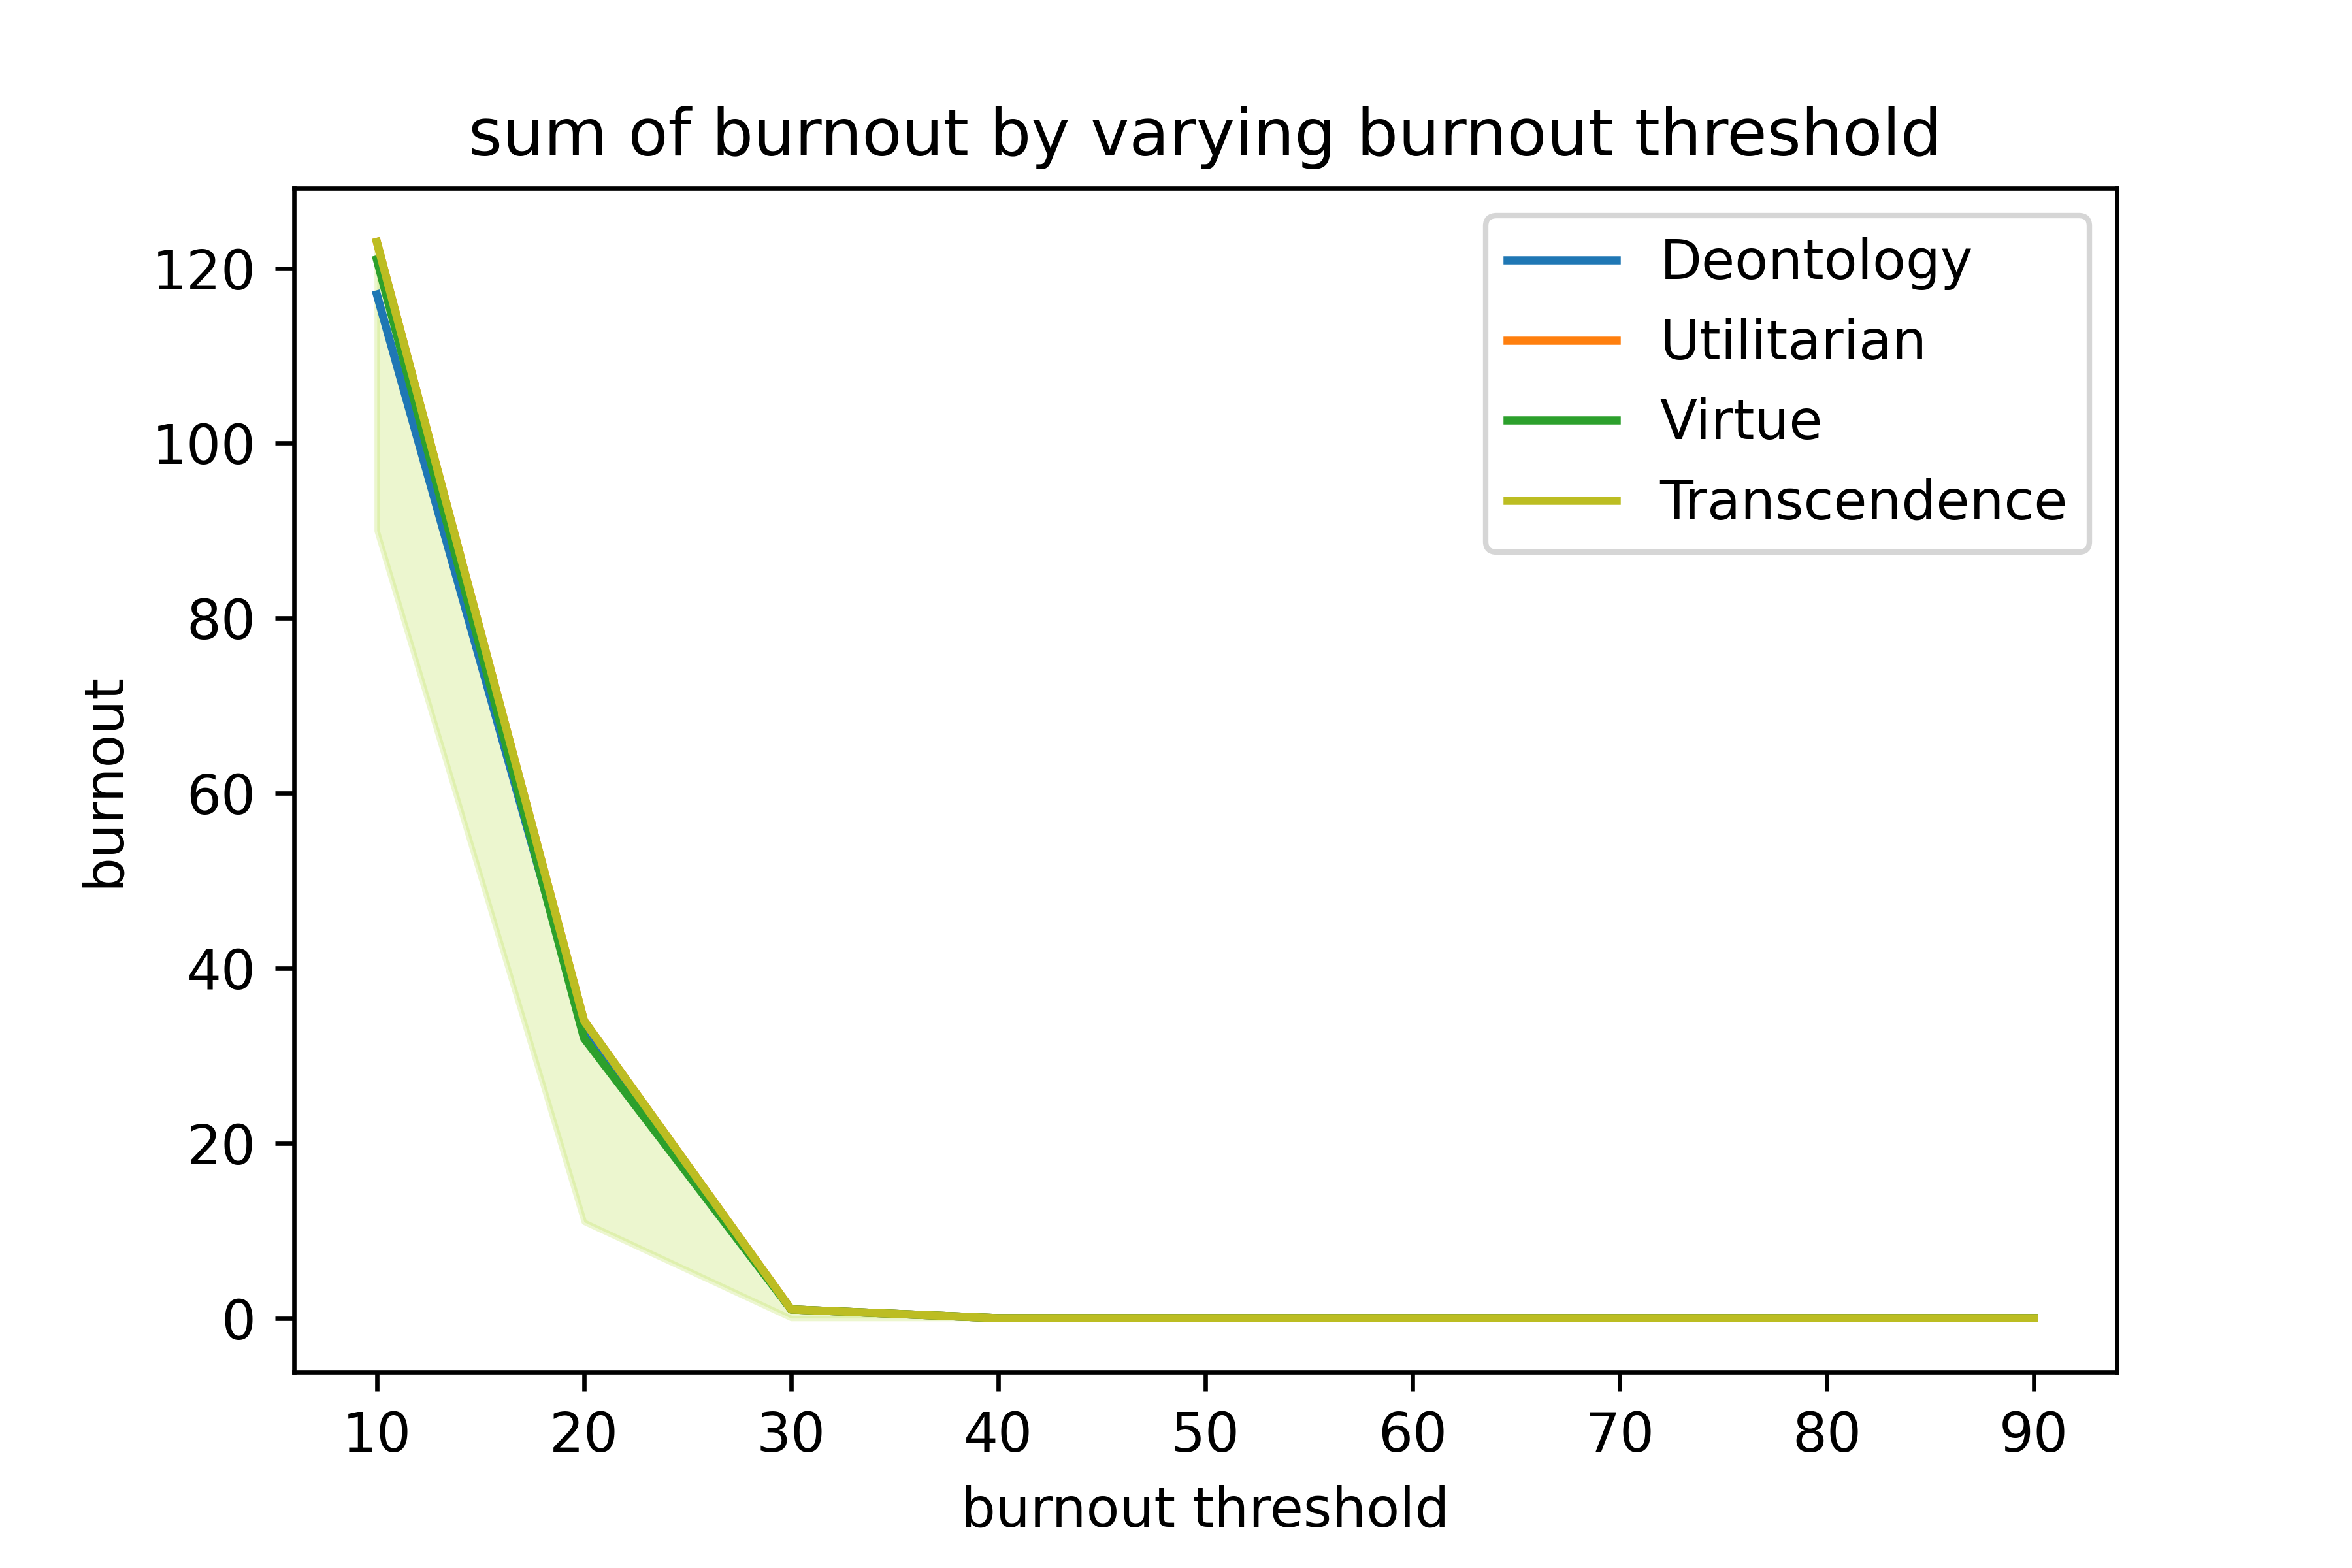 sum of burnout by varying burnout threshold
120
100
80
60
40
20
0
burnout
Deontology
Utilitarian
Virtue
Transcendence
10 20 30 40 50 60 70 80 90
burnout threshold